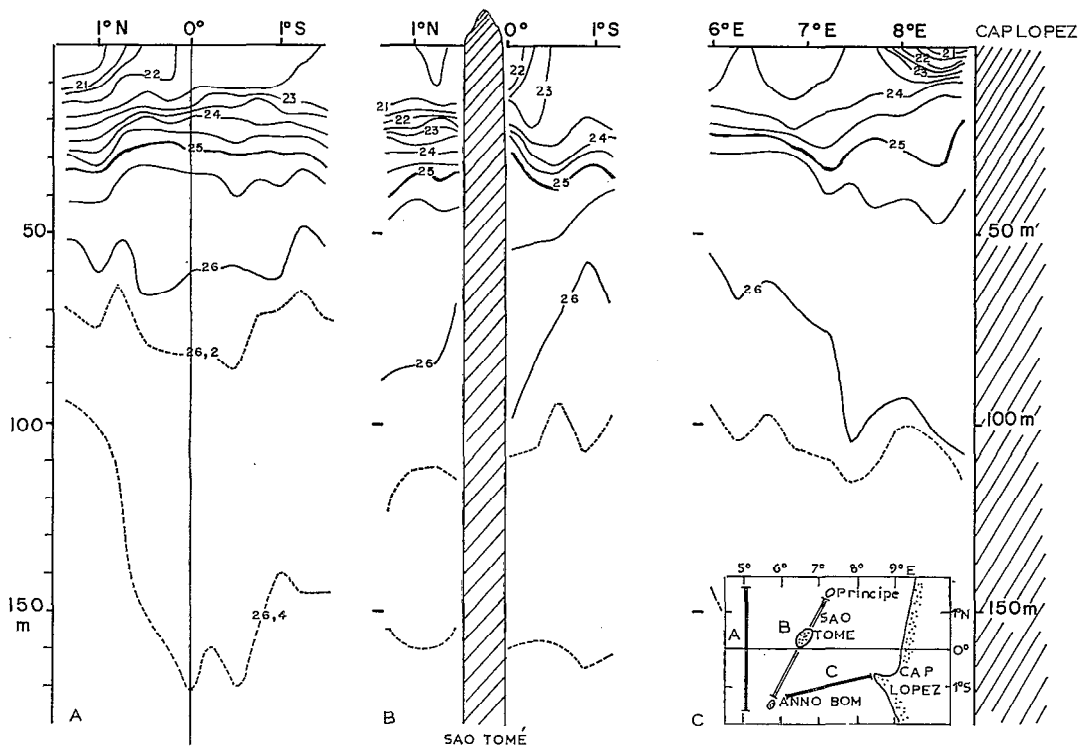 1° N 0° 1° S
21 22 23
24
25
50
26
26,2
100
150
m
26,4
A
1° N 0° 1° S
22
23
21
22
23
24
24
25
25
26
26
B
SAO TOMÉ
6° E 7° E 8° E CAP LOPEZ
21
22
23
24
25
50 m
26
100 m
150 m
C
5° 6° 7° 8° 9° E
Principe
SAO
TOME
1° N
A B
0°
C
CAP
LOPEZ
1° S
ANNO BOM